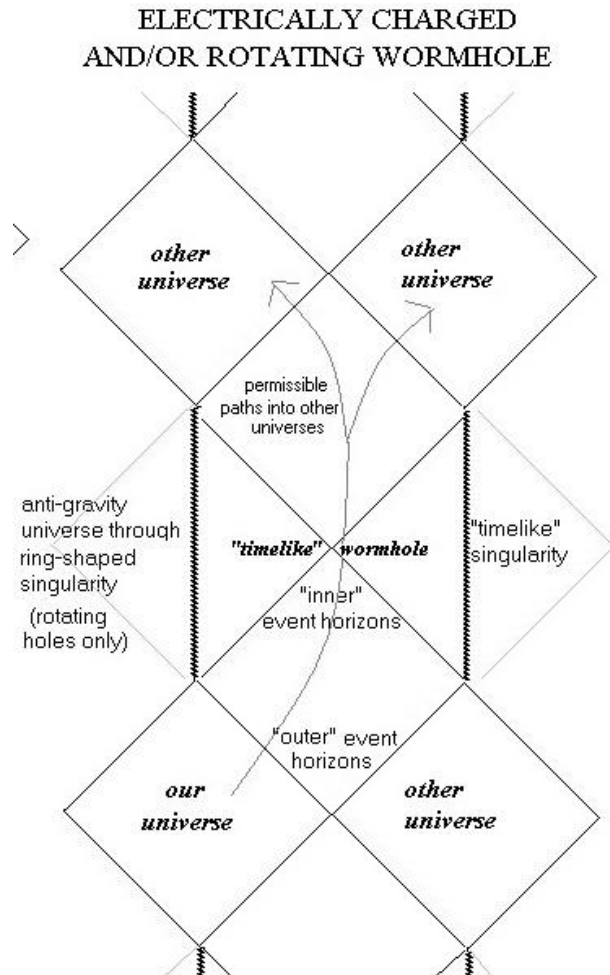 ELECTRICALLY CHARGED
AND/OR ROTATING WORMHOLE
other
universe
other
universe
permissible
paths into other
universes
anti-gravity
universe through
ring-shaped
singularity
(rotating
holes only)
"timelike" wormhole
"timelike"
singularity
"inner"
event horizons
"outer" event
horizons
our
universe
other
universe